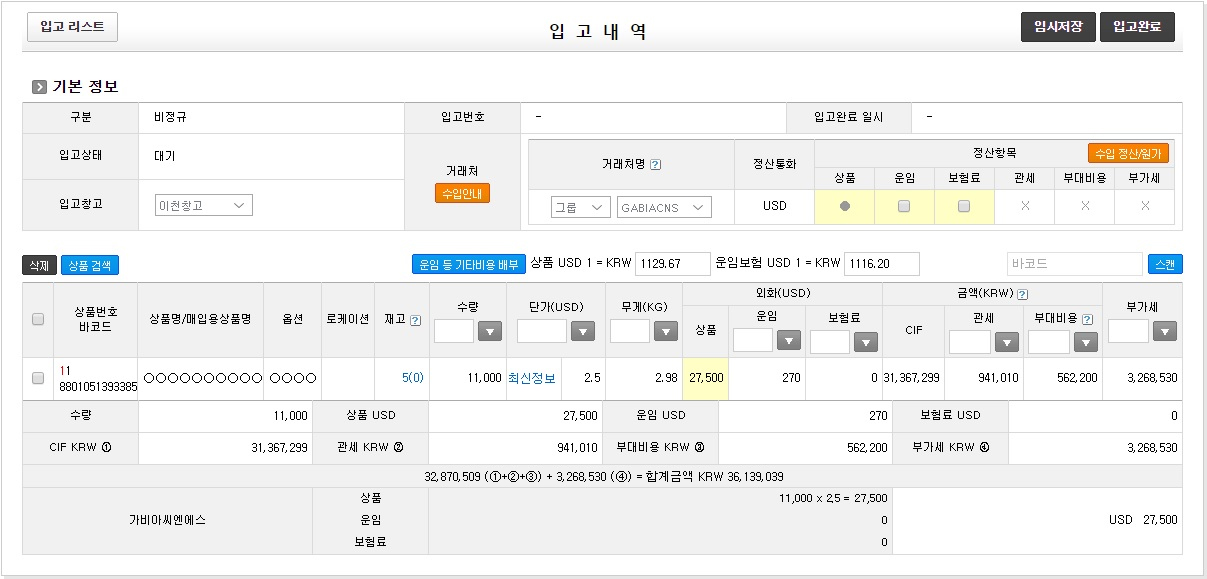 입고 리스트
입 고 내 역
임시저장 입고완료
기본 정보
구분 비정규 입고번호 - 입고완료 일시 -
입고상태 대기 거래처 수입안내 거래처명 ? 정산통화 정산항목 수입 정산/원가
상품 운임 보험료 관세 부대비용 부가세
입고창고 이천창고 그룹 GABIACNS USD X X X
삭제 상품 검색 운임 등 기타비용 배부 상품 USD 1 = KRW 1129.67 운임보험 USD 1 = KRW 1116.20 바코드 스캔
상품번호
바코드
상품명/매입용상품명 옵션 로케이션 재고 ? 수량 단가(USD) 무게(KG) 외화(USD) 금액(KRW) ? 부가세
상품 운임 보험료 CIF 관세 부대비용 ?
11
8801051393385
○○○○○○○○○○ ○○○○ 5(0) 11,000 최신정보 2.5 2.98 27,500 270 0 31,367,299 941,010 562,200 3,268,530
수량 11,000 상품 USD 27,500 운임 USD 270 보험료 USD 0
CIF KRW ① 31,367,299 관세 KRW ② 941,010 부대비용 KRW ③ 562,200 부가세 KRW ④ 3,268,530
32,870,509 (①+②+③) + 3,268,530 (④) = 합계금액 KRW 36,139,039
가비아씨엔에스
상품 11,000 x 2.5 = 27,500
운임 0
보험료 0
USD 27,500